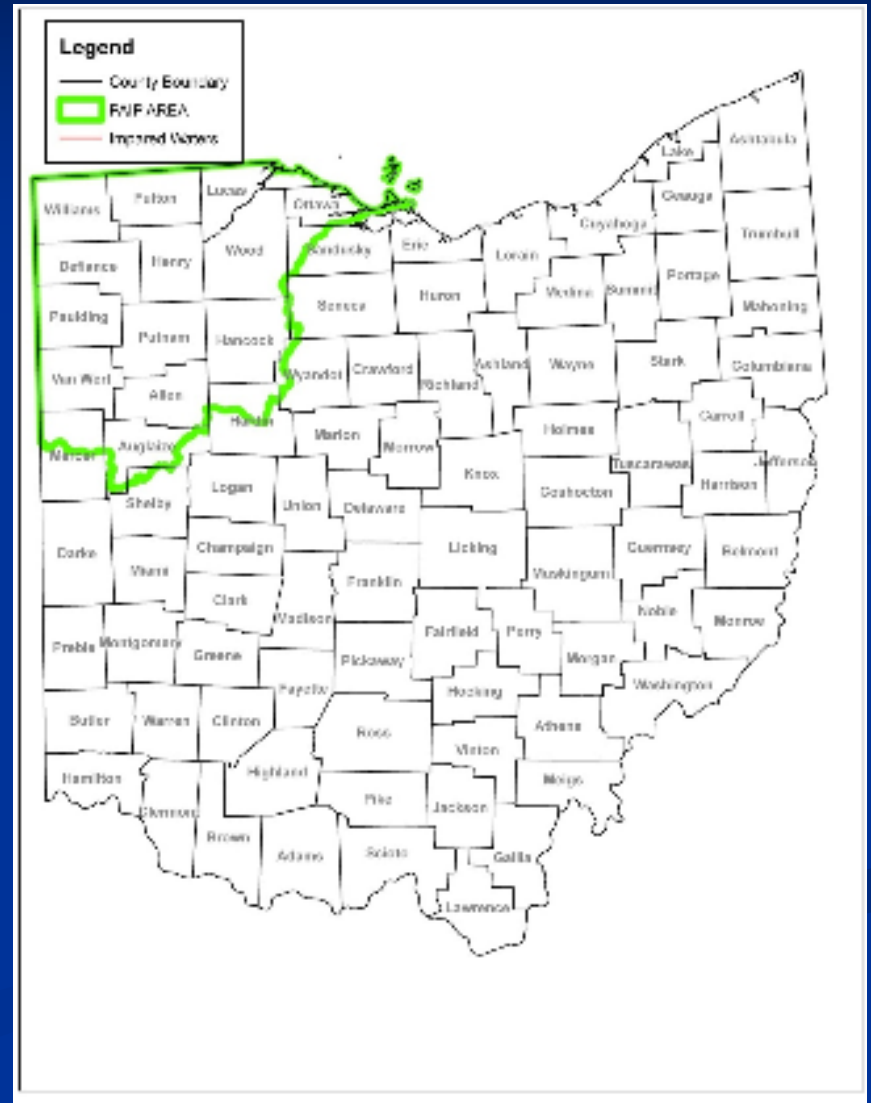 Legend
County Boundary
AREA
Impared Waters
Ashtabula
Lake
Geauga
Lucas
Fulton
Williams
Ottawa
Cuyahoga
Trumbull
Sandusky
Erie
Wood
Lorain
Henry
Defiance
Portage
Medina
Summit
Huron
Seneca
Mahoning
Paulding
Putnam
Hancock
Ashland
Wayne
Stark
Columbiana
Wyandot
Crawford
Van Wert
Richland
Allen
Carroll
Hardin
Holmes
Marion
Auglaize
Morrow
Mercer
Tuscarawas
Jefferson
Knox
Harrison
Logan
Coshocton
Shelby
Union
Delaware
Champaign
Licking
Guernsey
Belmont
Darke
Miami
Muskingum
Franklin
Clark
Noble
Madison
Monroe
Fairfield
Perry
Preble
Montgomery
Greene
Pickaway
Morgan
Washington
Fayette
Hocking
Butler
Warren
Clinton
Athens
Ross
Vinton
Highland
Hamilton
Meigs
Pike
Jackson
Clermont
Brown
Adams
Scioto
Gallia
Lawrence